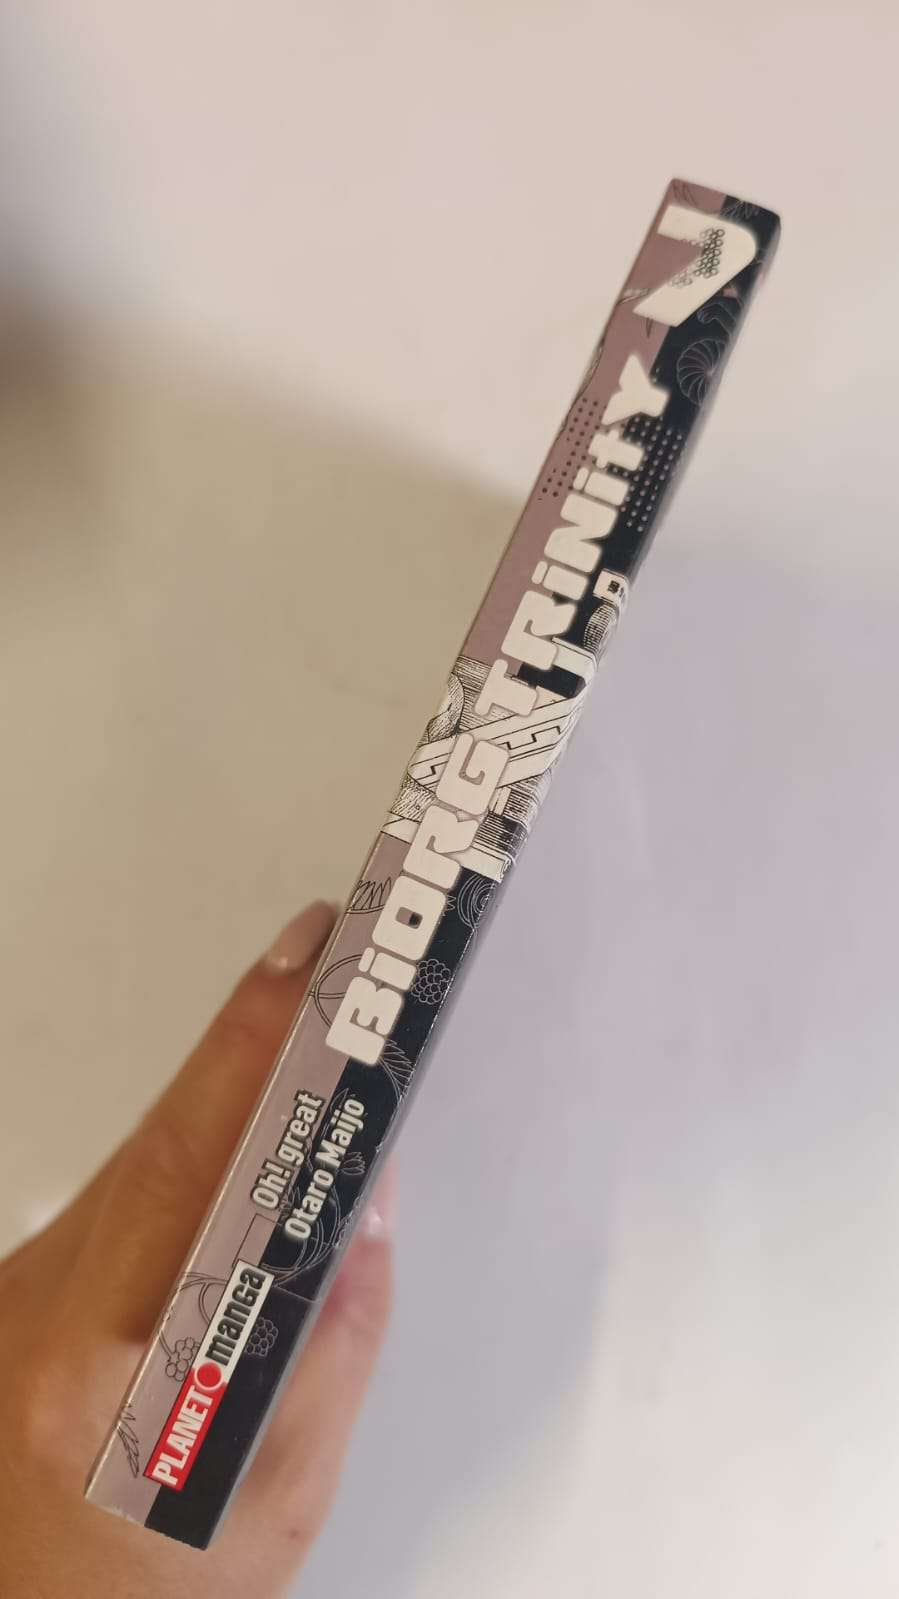 PLANET manga
Oh! great
Otaro Maijo
BiORG TRiNitY
7